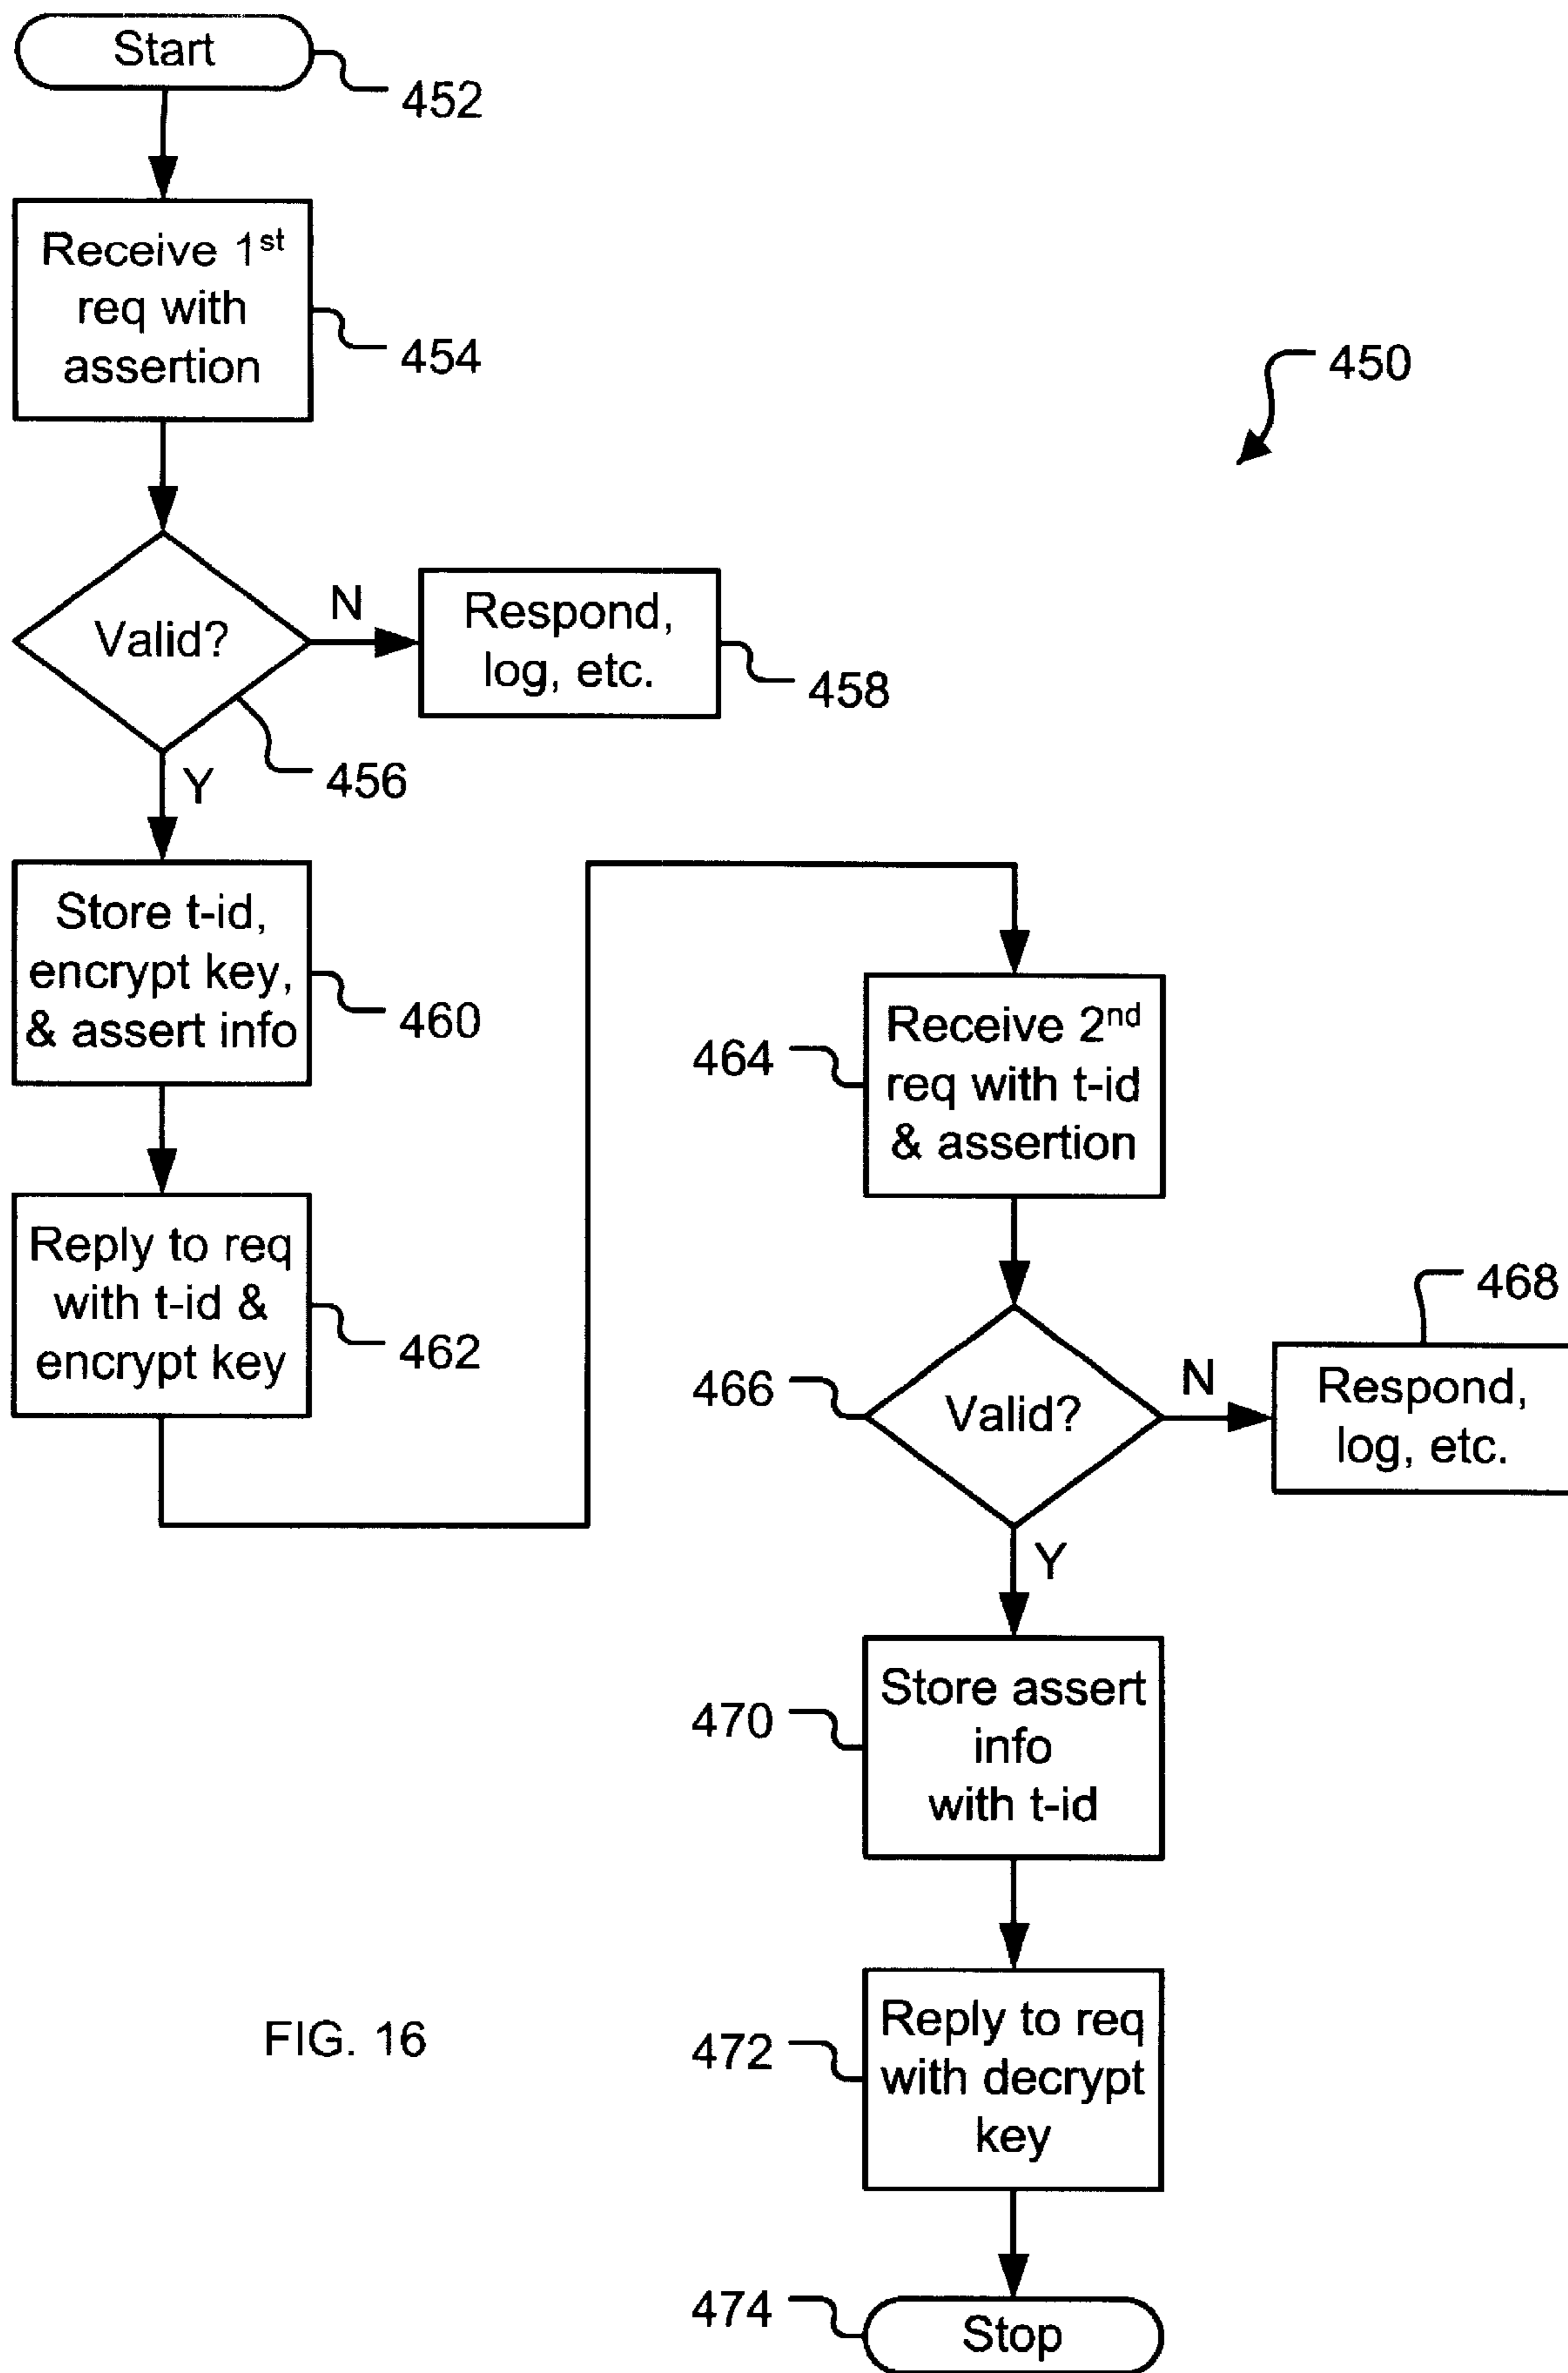 Start
452
Receive 1st
req with
assertion
454
450
Valid?
N
Respond,
log, etc.
458
456
Y
Store t-id,
encrypt key,
& assert info
460
Reply to req
with t-id &
encrypt key
462
Receive 2nd
req with t-id
& assertion
464
Valid?
466
N
Respond,
log, etc.
468
Y
Store assert
info
with t-id
470
Reply to req
with decrypt
key
472
Stop
474
FIG. 16